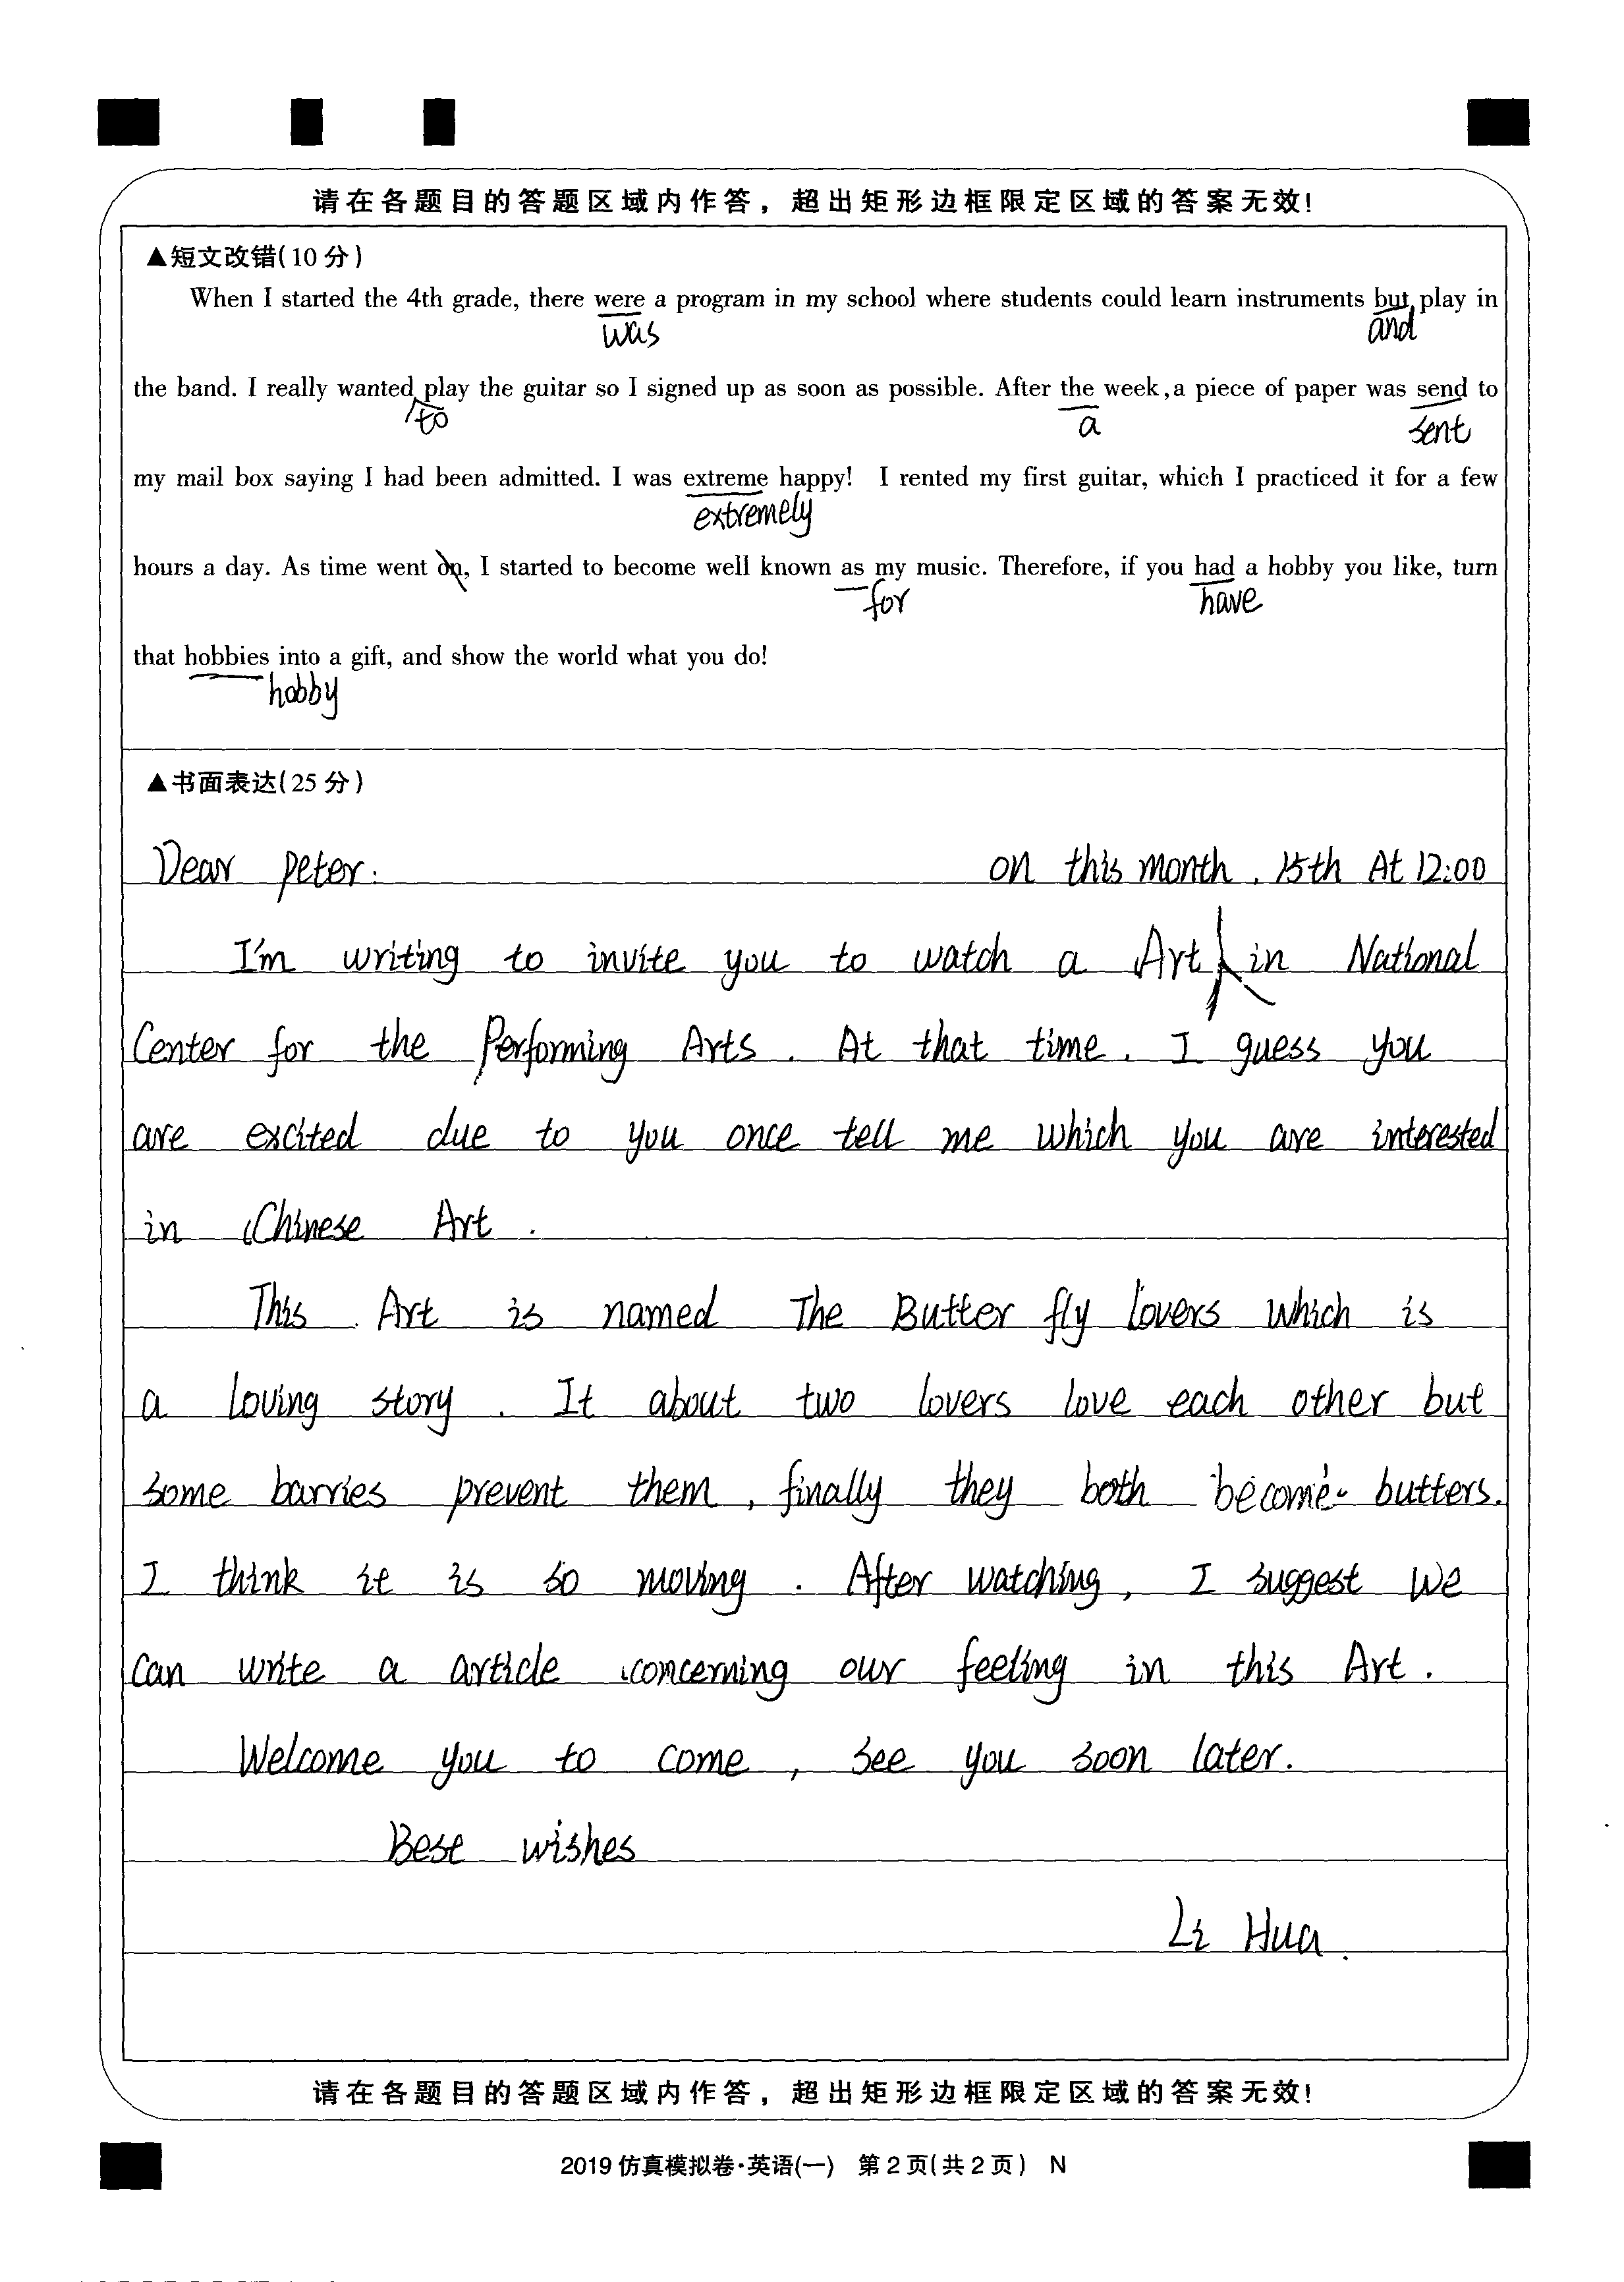 请在各题目的答题区域内作答，超出矩形边框限定区域的答案无效！
▲短文改错(10分)
When I started the 4th grade, there were a program in my school where students could learn instruments but play in
was and
the band. I really wanted play the guitar so I signed up as soon as possible. After the week,a piece of paper was send to
to a sent
my mail box saying I had been admitted. I was extreme happy! I rented my first guitar, which I practiced it for a few
extremely
hours a day. As time went on, I started to become well known as my music. Therefore, if you had a hobby you like, turn
for have
that hobbies into a gift, and show the world what you do!
hobby
▲书面表达(25分)
Dear peter: on this month. 15th At 12:00
I'm writing to invite you to watch a Art in National
Center for the Performing Arts. At that time. I guess you
are excited due to you once tell me which you are interested
in Chinese Art.
This Art is named The Butter fly lovers which is
a loving story. It about two lovers love each other but
some barries prevent them, finally they both become butters.
I think it is so moving. After watching, I suggest we
can write a article concerning our feeling in this Art.
Welcome you to come, see you soon later.
Best wishes
Li Hua.
请在各题目的答题区域内作答，超出矩形边框限定区域的答案无效！
2019仿真模拟卷·英语(一) 第2页(共2页) N